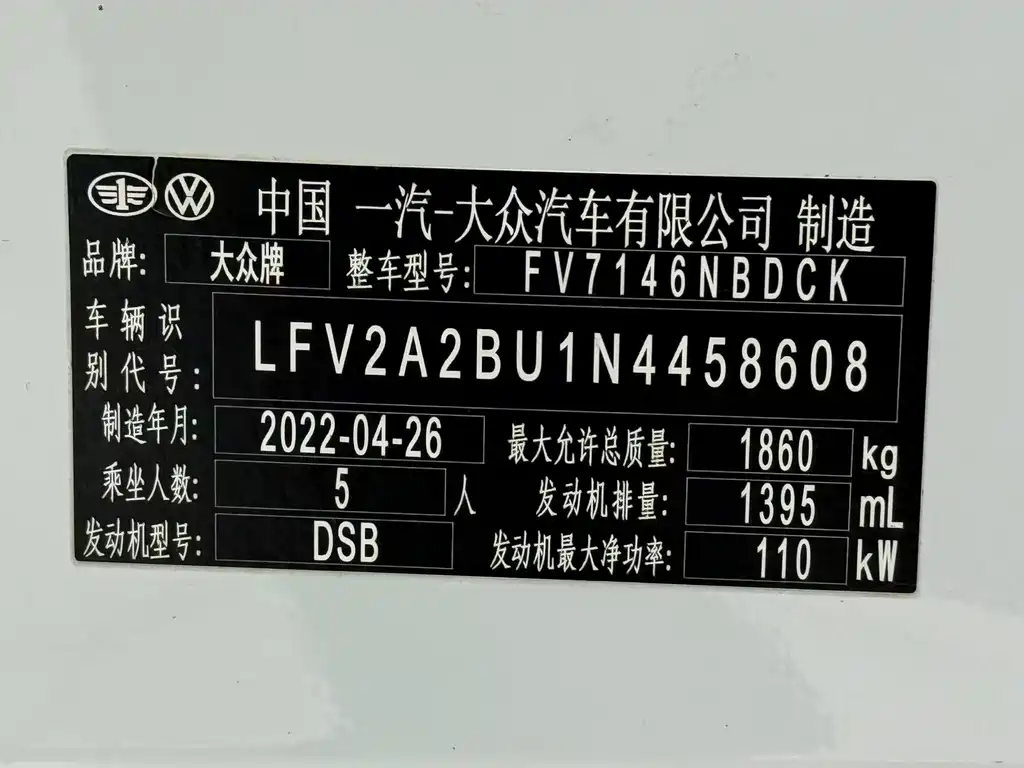 中国 一汽-大众汽车有限公司 制造
品牌: 大众牌 整车型号: FV7146NBDCK
车辆识
别代号: LFV2A2BU1N4458608
制造年月: 2022-04-26 最大允许总质量: 1860 kg
乘坐人数: 5 人 发动机排量: 1395 mL
发动机型号: DSB 发动机最大净功率: 110 kW